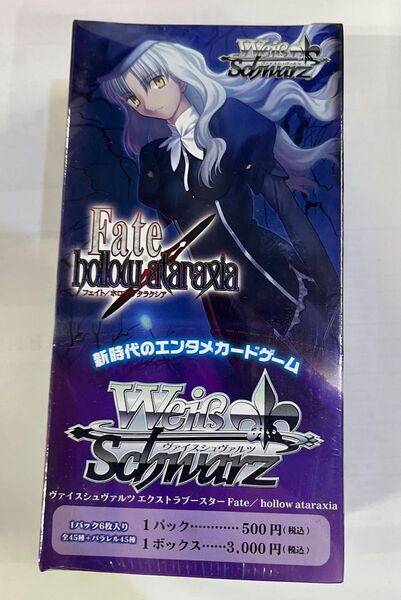 Weiß
Schwarz
Fate
hollow ataraxia
フェイト/ホロウアタラクシア
新時代のエンタメカードゲーム
Weiß
ヴァイスシュヴァルツ
Schwarz
ヴァイスシュヴァルツ エクストラブースター Fate/ hollow ataraxia
1パック6枚入り
全45種+パラレル45種
1パック…………500円(税込)
1ボックス……3,000円(税込)